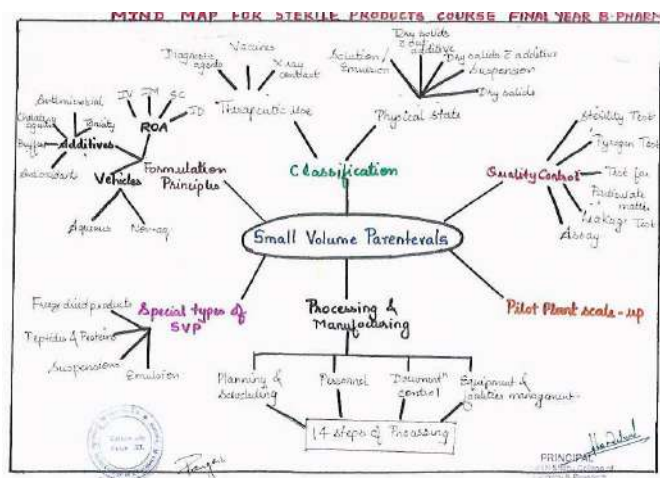 MIND MAP FOR STERILE PRODUCTS COURSE FINAL YEAR B-PHARM
Vaccines
Diagnostic agents
X-ray contrast
Therapeutic Use
Solution/
Emulsion
Dry solids
additive
Dry solids c additive
Suspension
Dry solids
Physical state
Classification
IV
IM
SC
ID
ROA
Antimicrobial
Chelating agents
Tonicity
Buffer
Additives
Antioxidant
Vehicles
Aqueous
Non-aq
Formulation
Principles
Sterility Test
Pyrogen Test
Test for
Particulate
matter
Leakage Test
Assay
Quality Control
Small Volume Parenterals
Special types of
SVP
Freeze dried products
Peptides & Proteins
Suspensions
Emulsion
Processing &
Manufacturing
Pilot Plant scale-up
Planning &
Scheduling
Personnel
Documentn
control
Equipment &
facilities management
14 steps of Processing
PRINCIPAL